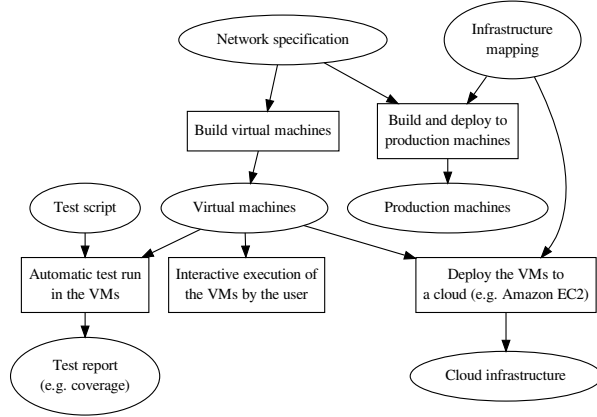 Network specification
Infrastructure
mapping
Build virtual machines
Build and deploy to
production machines
Test script
Virtual machines
Production machines
Automatic test run
in the VMs
Interactive execution of
the VMs by the user
Deploy the VMs to
a cloud (e.g. Amazon EC2)
Test report
(e.g. coverage)
Cloud infrastructure